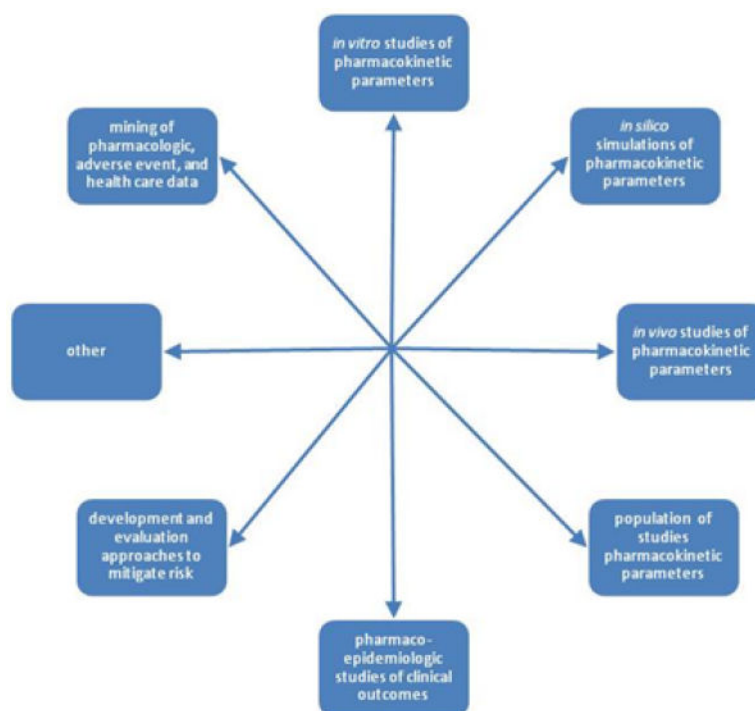 in vitro studies of
pharmacokinetic
parameters
mining of
pharmacologic,
adverse event, and
health care data
in silico
simulations of
pharmacokinetic
parameters
other
in vivo studies of
pharmacokinetic
parameters
development and
evaluation
approaches to
mitigate risk
population of
studies
pharmacokinetic
parameters
pharmaco-
epidemiologic
studies of clinical
outcomes